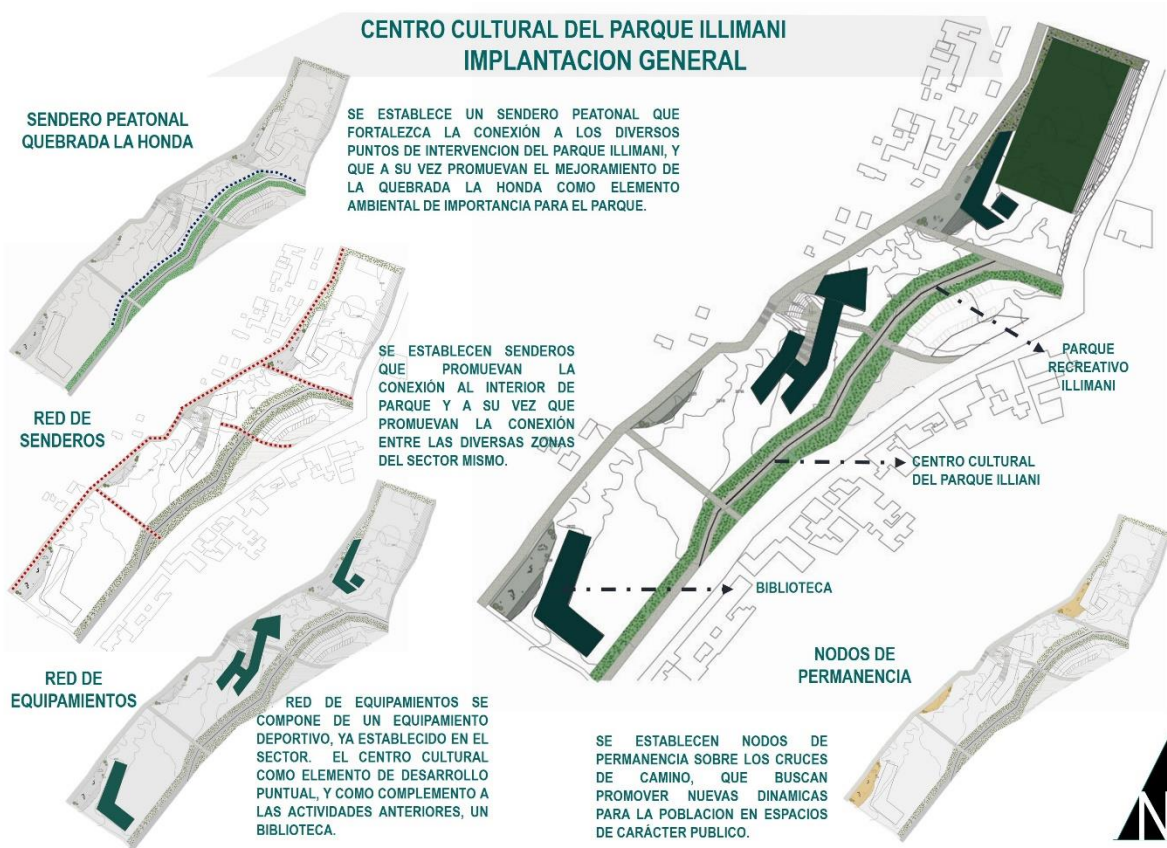 CENTRO CULTURAL DEL PARQUE ILLIMANI
IMPLANTACION GENERAL
SENDERO PEATONAL
QUEBRADA LA HONDA
SE ESTABLECE UN SENDERO PEATONAL QUE
FORTALEZCA LA CONEXIÓN A LOS DIVERSOS
PUNTOS DE INTERVENCION DEL PARQUE ILLIMANI, Y
QUE A SU VEZ PROMUEVAN EL MEJORAMIENTO DE
LA QUEBRADA LA HONDA COMO ELEMENTO
AMBIENTAL DE IMPORTANCIA PARA EL PARQUE.
RED DE
SENDEROS
SE ESTABLECEN SENDEROS
QUE PROMUEVAN LA
CONEXIÓN AL INTERIOR DE
PARQUE Y A SU VEZ QUE
PROMUEVAN LA CONEXIÓN
ENTRE LAS DIVERSAS ZONAS
DEL SECTOR MISMO.
PARQUE
RECREATIVO
ILLIMANI
CENTRO CULTURAL
DEL PARQUE ILLIANI
BIBLIOTECA
RED DE
EQUIPAMIENTOS
RED DE EQUIPAMIENTOS SE
COMPONE DE UN EQUIPAMIENTO
DEPORTIVO, YA ESTABLECIDO EN EL
SECTOR. EL CENTRO CULTURAL
COMO ELEMENTO DE DESARROLLO
PUNTUAL, Y COMO COMPLEMENTO A
LAS ACTIVIDADES ANTERIORES, UN
BIBLIOTECA.
NODOS DE
PERMANENCIA
SE ESTABLECEN NODOS DE
PERMANENCIA SOBRE LOS CRUCES
DE CAMINO, QUE BUSCAN
PROMOVER NUEVAS DINAMICAS
PARA LA POBLACION EN ESPACIOS
DE CARÁCTER PUBLICO.
N